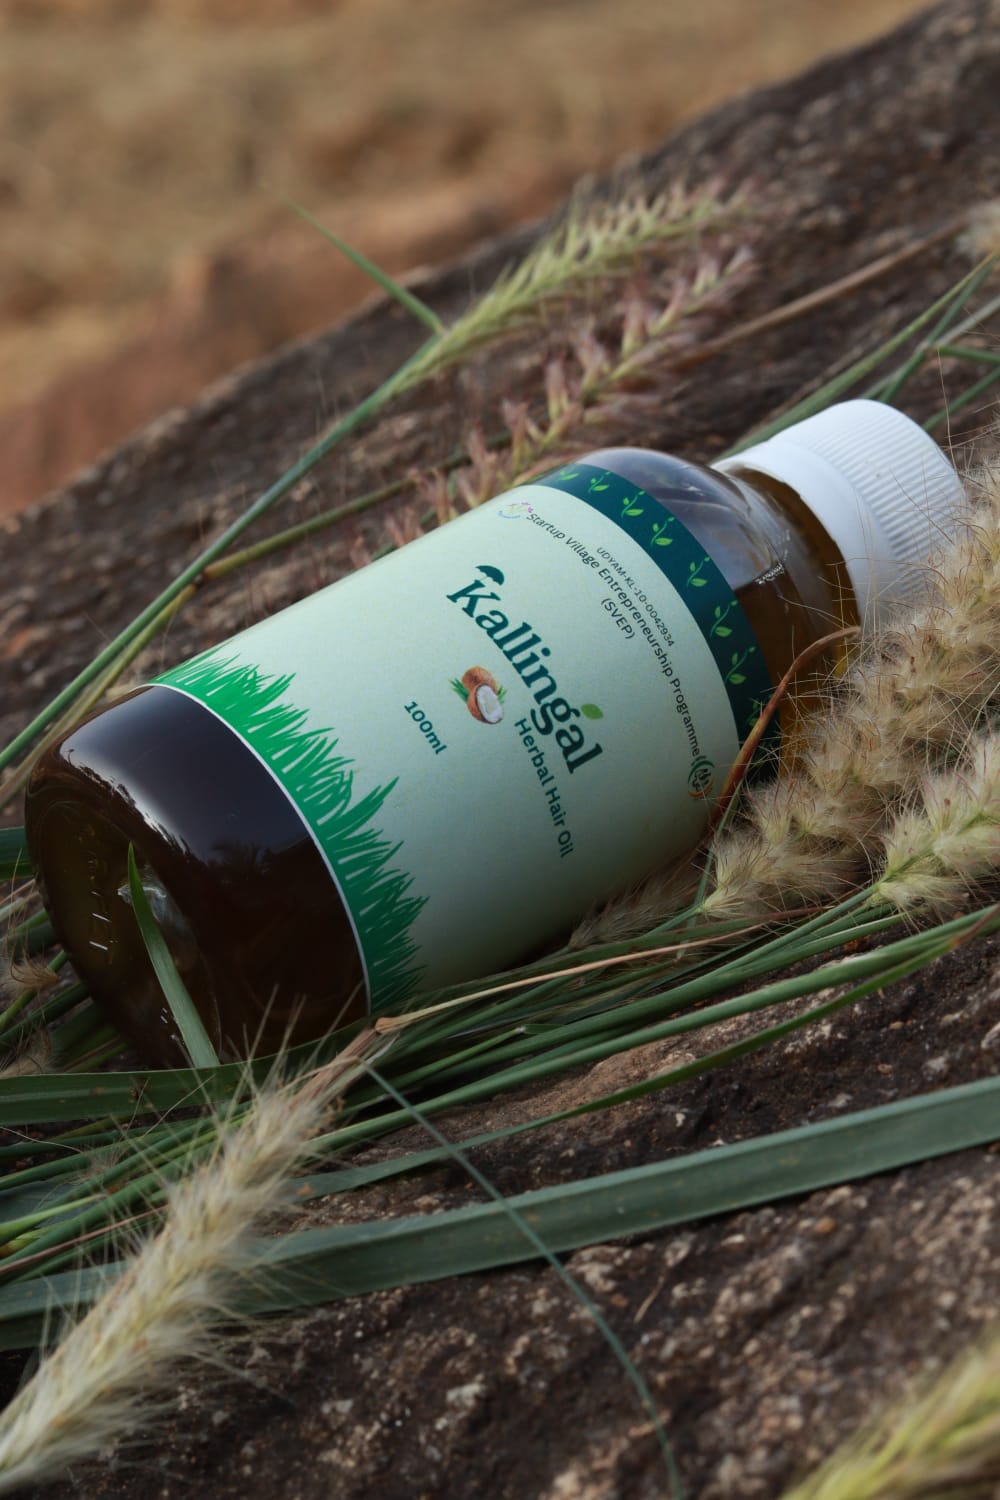 UDYAM-KL-10-0042934
Startup Village Entrepreneurship Programme
(SVEP)
Kallingal
Herbal Hair Oil
100ml